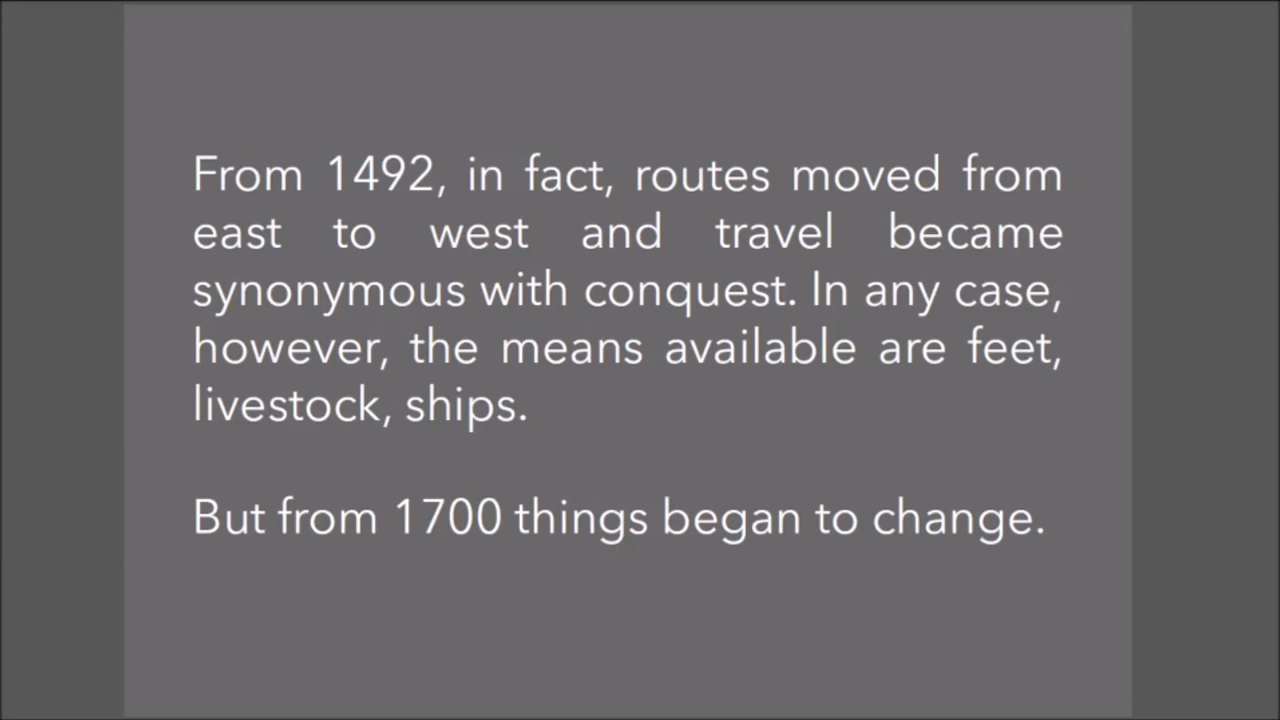 From 1492, in fact, routes moved from
east to west and travel became
synonymous with conquest. In any case,
however, the means available are feet,
livestock, ships.
But from 1700 things began to change.